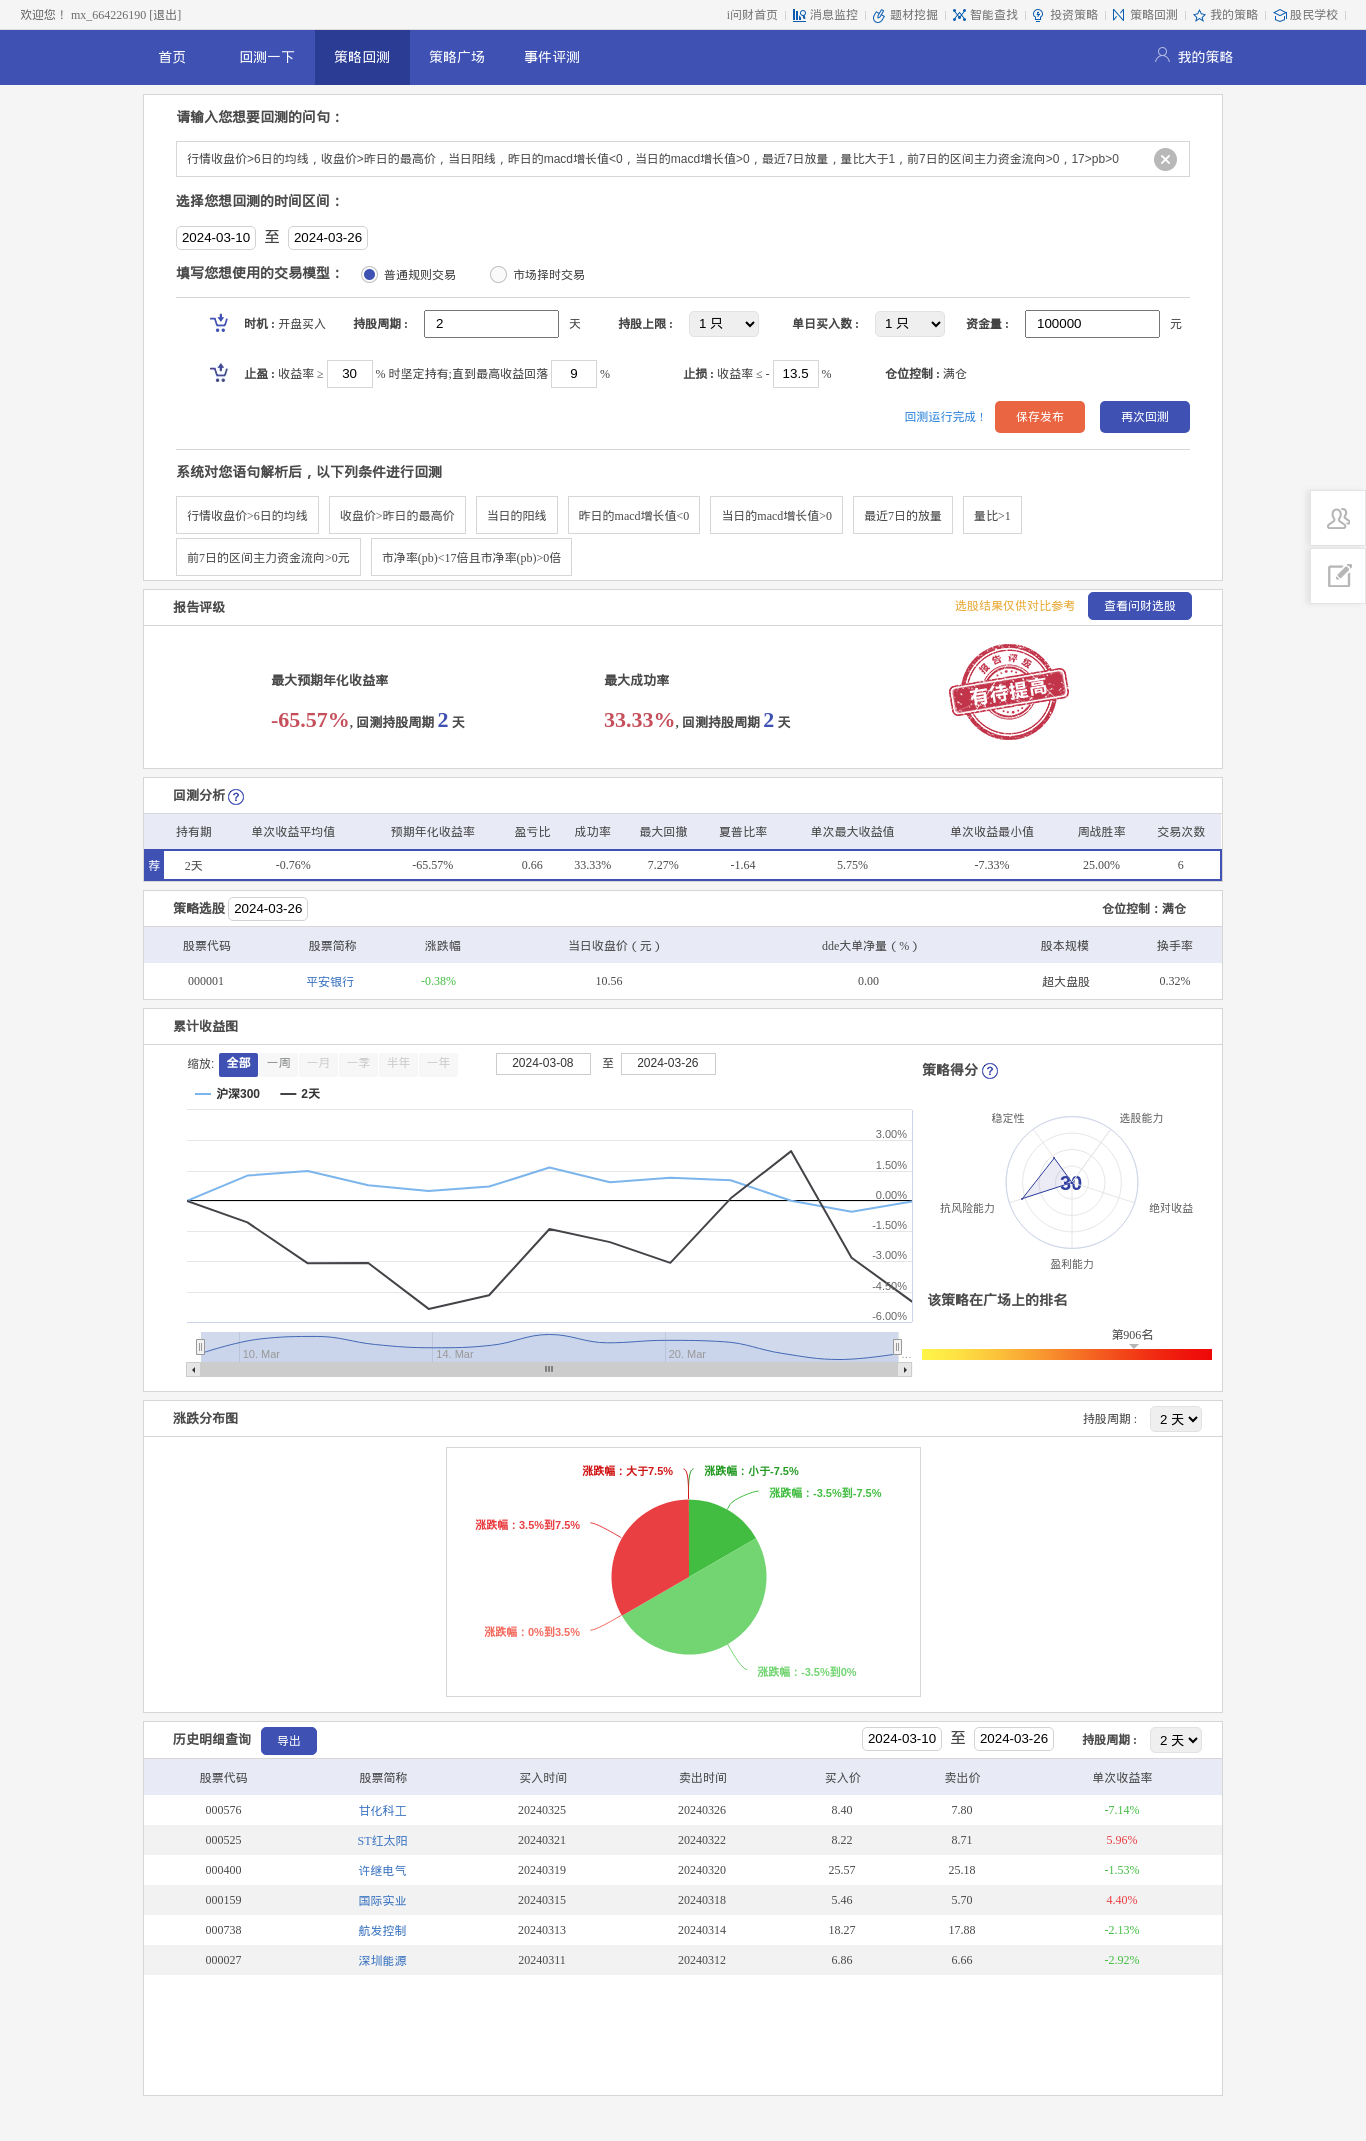 欢迎您！ mx_664226190 [退出] i问财首页 消息监控 题材挖掘 智能查找 投资策略 策略回测 我的策略 股民学校
首页 回测一下 策略回测 策略广场 事件评测 我的策略
请输入您想要回测的问句：
行情收盘价>6日的均线，收盘价>昨日的最高价，当日阳线，昨日的macd增长值<0，当日的macd增长值>0，最近7日放量，量比大于1，前7日的区间主力资金流向>0，17>pb>0
选择您想回测的时间区间：
2024-03-10 至 2024-03-26
填写您想使用的交易模型： 普通规则交易 市场择时交易
时机：开盘买入 持股周期： 2 天 持股上限： 1 只 单日买入数： 1 只 资金量： 100000 元
止盈：收益率 ≥ 30 % 时坚定持有;直到最高收益回落 9 % 止损：收益率 ≤ - 13.5 % 仓位控制：满仓
回测运行完成！ 保存发布 再次回测
系统对您语句解析后，以下列条件进行回测
行情收盘价>6日的均线 收盘价>昨日的最高价 当日的阳线 昨日的macd增长值<0 当日的macd增长值>0 最近7日的放量 量比>1
前7日的区间主力资金流向>0元 市净率(pb)<17倍且市净率(pb)>0倍
报告评级 选股结果仅供对比参考 查看问财选股
最大预期年化收益率 最大成功率 报告评级
-65.57%, 回测持股周期 2 天 33.33%, 回测持股周期 2 天 有待提高
回测分析 ?
持有期 单次收益平均值 预期年化收益率 盈亏比 成功率 最大回撤 夏普比率 单次最大收益值 单次收益最小值 周战胜率 交易次数
荐 2天 -0.76% -65.57% 0.66 33.33% 7.27% -1.64 5.75% -7.33% 25.00% 6
策略选股 2024-03-26 仓位控制：满仓
股票代码 股票简称 涨跌幅 当日收盘价（元） dde大单净量（%） 股本规模 换手率
000001 平安银行 -0.38% 10.56 0.00 超大盘股 0.32%
累计收益图
缩放: 全部 一周 一月 一季 半年 一年 2024-03-08 至 2024-03-26
策略得分 ?
沪深300 2天
3.00%
1.50%
0.00%
-1.50%
-3.00%
-4.50%
-6.00%
10. Mar 14. Mar 20. Mar ...
稳定性 选股能力
30
抗风险能力 绝对收益
盈利能力
该策略在广场上的排名
第906名
涨跌分布图 持股周期： 2 天
涨跌幅：大于7.5% 涨跌幅：小于-7.5%
涨跌幅：-3.5%到-7.5%
涨跌幅：3.5%到7.5%
涨跌幅：0%到3.5%
涨跌幅：-3.5%到0%
历史明细查询 导出 2024-03-10 至 2024-03-26 持股周期： 2 天
股票代码 股票简称 买入时间 卖出时间 买入价 卖出价 单次收益率
000576 甘化科工 20240325 20240326 8.40 7.80 -7.14%
000525 ST红太阳 20240321 20240322 8.22 8.71 5.96%
000400 许继电气 20240319 20240320 25.57 25.18 -1.53%
000159 国际实业 20240315 20240318 5.46 5.70 4.40%
000738 航发控制 20240313 20240314 18.27 17.88 -2.13%
000027 深圳能源 20240311 20240312 6.86 6.66 -2.92%